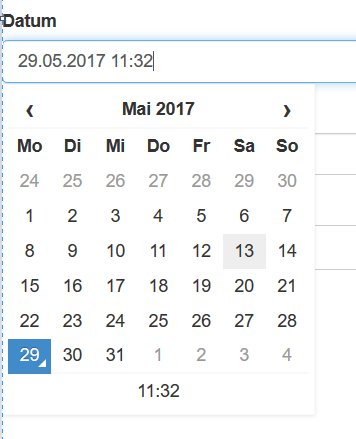 Datum
29.05.2017 11:32
‹ Mai 2017 ›
Mo Di Mi Do Fr Sa So
24 25 26 27 28 29 30
1 2 3 4 5 6 7
8 9 10 11 12 13 14
15 16 17 18 19 20 21
22 23 24 25 26 27 28
29 30 31 1 2 3 4
11:32